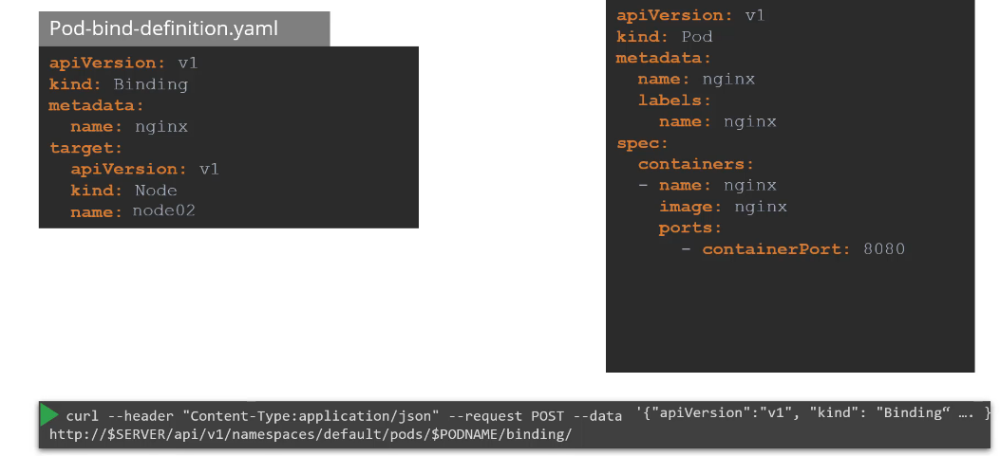 Pod-bind-definition.yaml
apiVersion: v1
kind: Binding
metadata:
  name: nginx
target:
  apiVersion: v1
  kind: Node
  name: node02
apiVersion: v1
kind: Pod
metadata:
  name: nginx
  labels:
    name: nginx
spec:
  containers:
  - name: nginx
    image: nginx
    ports:
      - containerPort: 8080
curl --header "Content-Type:application/json" --request POST --data '{"apiVersion":"v1", "kind": "Binding“ …. }
http://$SERVER/api/v1/namespaces/default/pods/$PODNAME/binding/